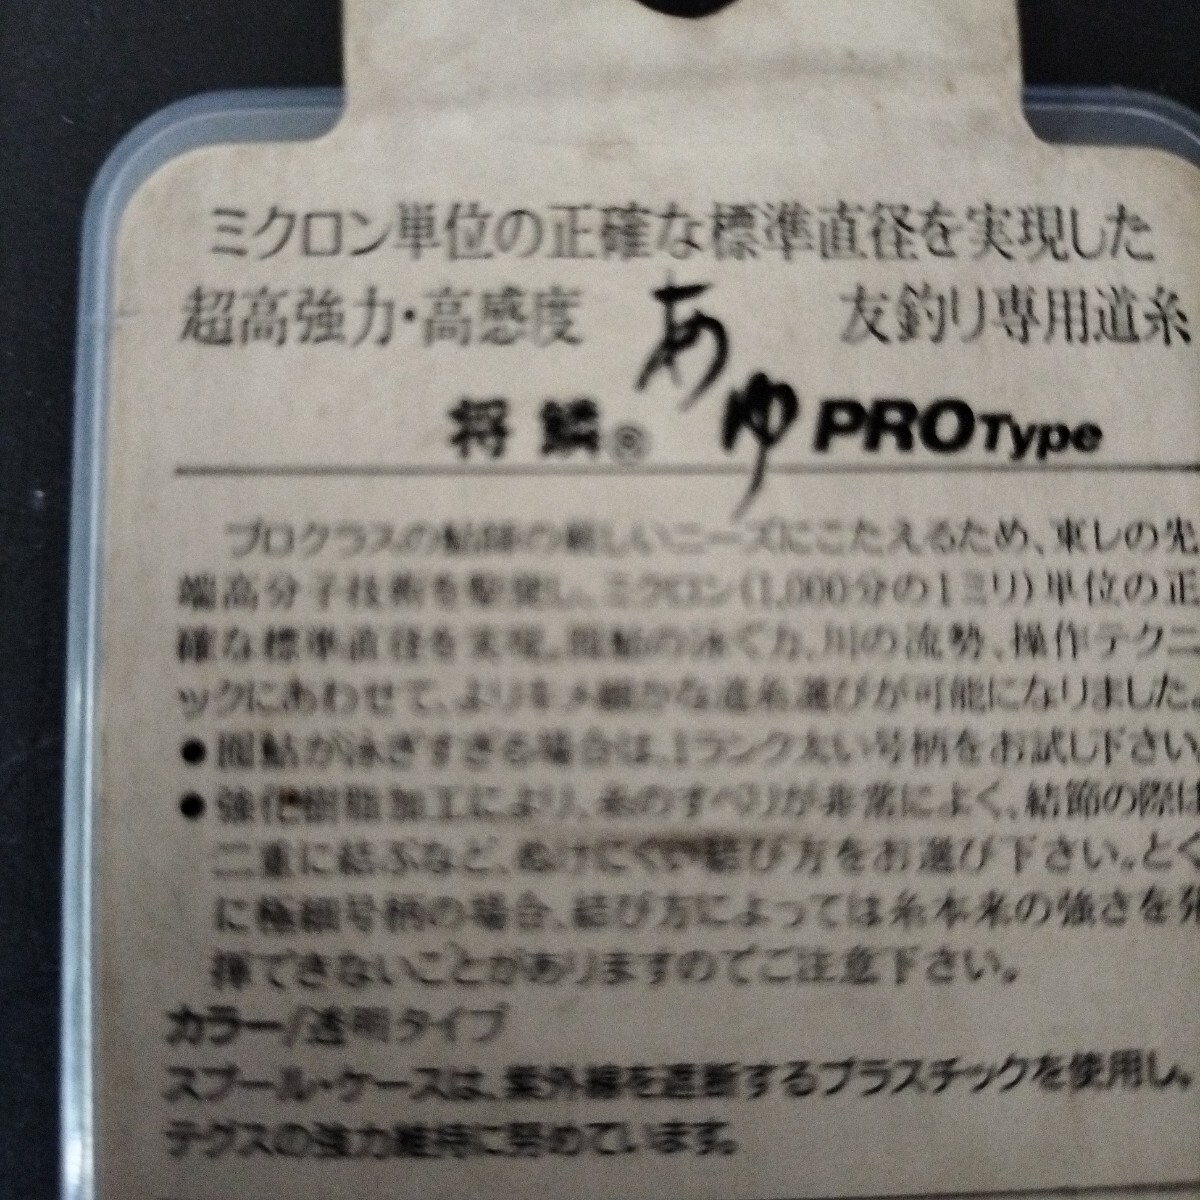 ミクロン単位の正確な標準直径を実現した
超高強力・高感度 友釣り専用道糸
将鱗® あゆ PRO Type
プロクラスの鮎師の厳しいニーズにこたえるため、東レの先
端高分子技術を駆使し、ミクロン(1,000分の1ミリ)単位の正
確な標準直径を実現。囮鮎の泳ぐ力、川の流勢、操作テクニ
ックにあわせて、よりキメ細かな道糸選びが可能になりました。
●囮鮎が泳ぎすぎる場合は、1ランク太い号柄をお試し下さい
●強化樹脂加工により、糸のすべりが非常によく、結節の際は
二重に結ぶなど、ぬけにくい結び方をお選び下さい。とく
に極細号柄の場合、結び方によっては糸本来の強さを発
揮できないことがありますのでご注意下さい。
カラー/透明タイプ
スプール・ケースは、紫外線を遮断するプラスチックを使用し、
テグスの強力維持に努めています。